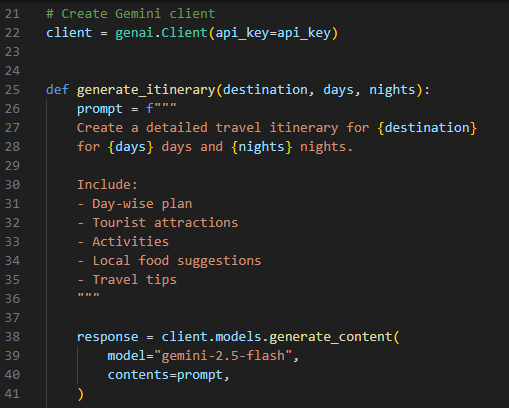 21 # Create Gemini client
22 client = genai.Client(api_key=api_key)
23
24
25 def generate_itinerary(destination, days, nights):
26     prompt = f"""
27     Create a detailed travel itinerary for {destination}
28     for {days} days and {nights} nights.
29
30     Include:
31     - Day-wise plan
32     - Tourist attractions
33     - Activities
34     - Local food suggestions
35     - Travel tips
36     """
37
38     response = client.models.generate_content(
39         model="gemini-2.5-flash",
40         contents=prompt,
41     )